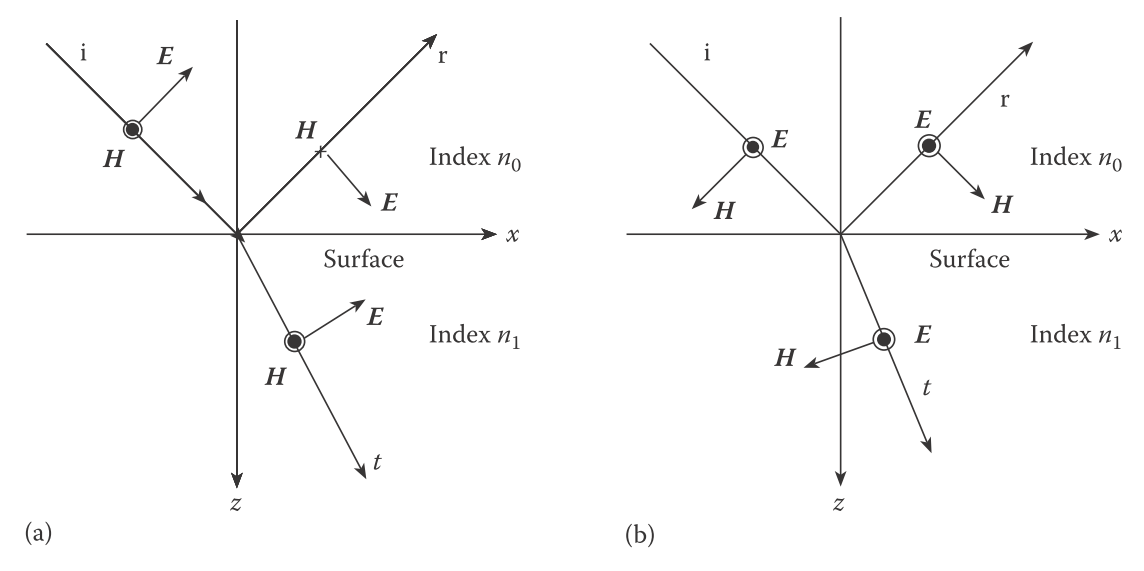 i
E
H
r
H
E
Index n₀
x
Surface
E
H
Index n₁
t
z
(a)
i
E
H
r
E
H
Index n₀
x
Surface
E
H
Index n₁
t
z
(b)